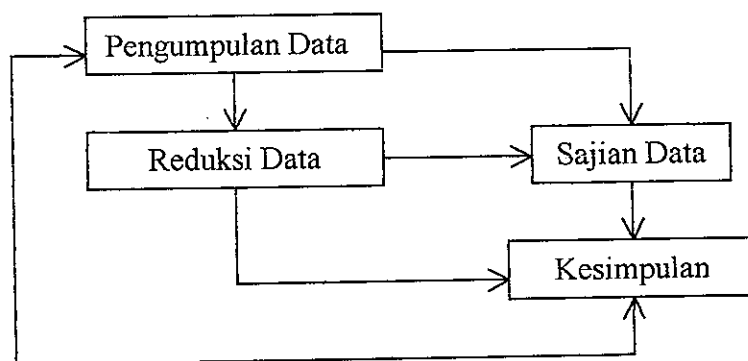 Pengumpulan Data
Reduksi Data
Sajian Data
Kesimpulan